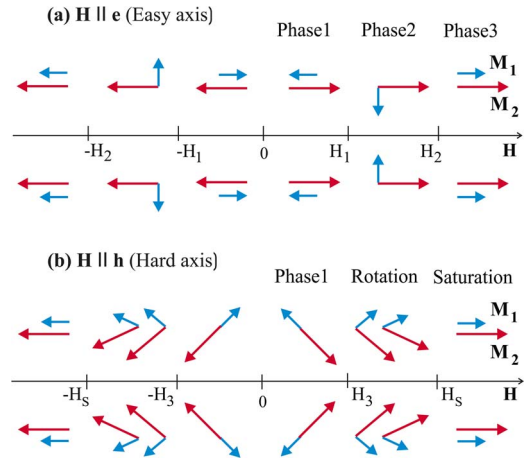 (a) H || e (Easy axis)
Phase1 Phase2 Phase3
M1
M2
-H2 -H1 0 H1 H2 H
(b) H || h (Hard axis)
Phase1 Rotation Saturation
M1
M2
-HS -H3 0 H3 HS H